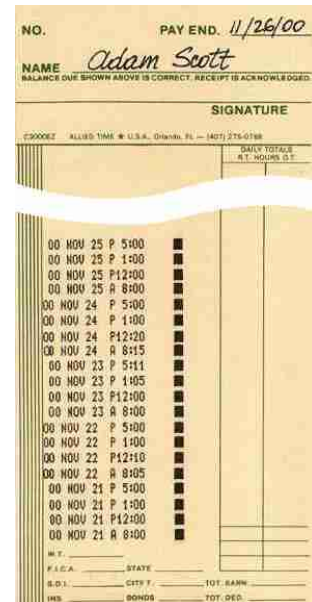 NO. PAY END. 11/26/00
NAME Adam Scott
BALANCE DUE SHOWN ABOVE IS CORRECT. RECEIPT IS ACKNOWLEDGED.
SIGNATURE
ALLIED TIME ★ U.S.A., Orlando, FL — (407) 275-0788
DAILY TOTALS
R.T. HOURS O.T.
00 NOV 25 P 5:00
00 NOV 25 P 1:00
00 NOV 25 P12:00
00 NOV 25 A 8:00
00 NOV 24 P 5:00
00 NOV 24 P 1:00
00 NOV 24 P12:20
00 NOV 24 A 8:15
00 NOV 23 P 5:11
00 NOV 23 P 1:05
00 NOV 23 P12:00
00 NOV 23 A 8:00
00 NOV 22 P 5:00
00 NOV 22 P 1:00
00 NOV 22 P12:10
00 NOV 22 A 8:05
00 NOV 21 P 5:00
00 NOV 21 P 1:00
00 NOV 21 P12:00
00 NOV 21 A 8:00
W.T.
F.I.C.A. STATE
S.D.I. CITY T. TOT. EARN.
INS. BONDS TOT. DED.